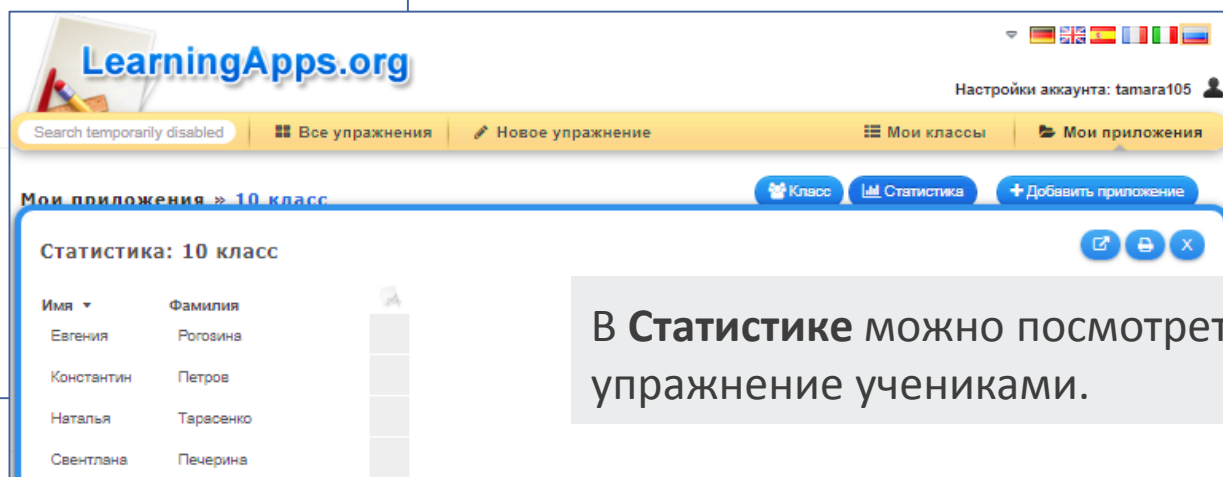 LearningApps.org
Настройки аккаунта: tamara105
Search temporarily disabled Все упражнения Новое упражнение Мои классы Мои приложения
Мои приложения » 10 класс Класс Статистика Добавить приложение
Статистика: 10 класс X
Имя Фамилия
Евгения Рогозина
Константин Петров
Наталья Тарасенко
Свентлана Печерина
В Статистике можно посмотрет
упражнение учениками.